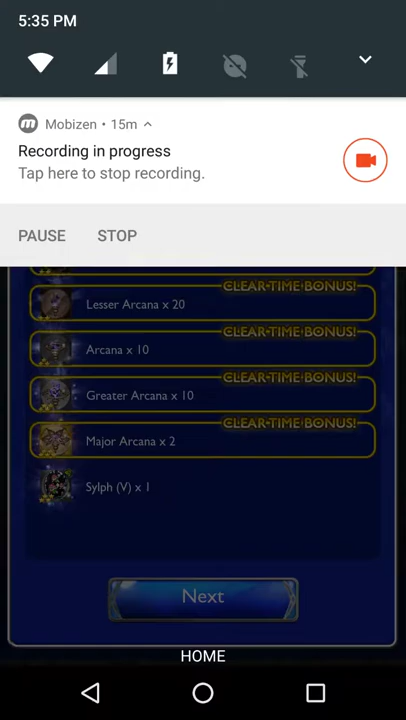 5:35 PM
Mobizen • 15m
Recording in progress
Tap here to stop recording.
PAUSE STOP
CLEAR TIME BONUS!
Lesser Arcana x 20
CLEAR TIME BONUS!
Arcana x 10
CLEAR TIME BONUS!
Greater Arcana x 10
CLEAR TIME BONUS!
Major Arcana x 2
Sylph (V) x 1
Next
HOME